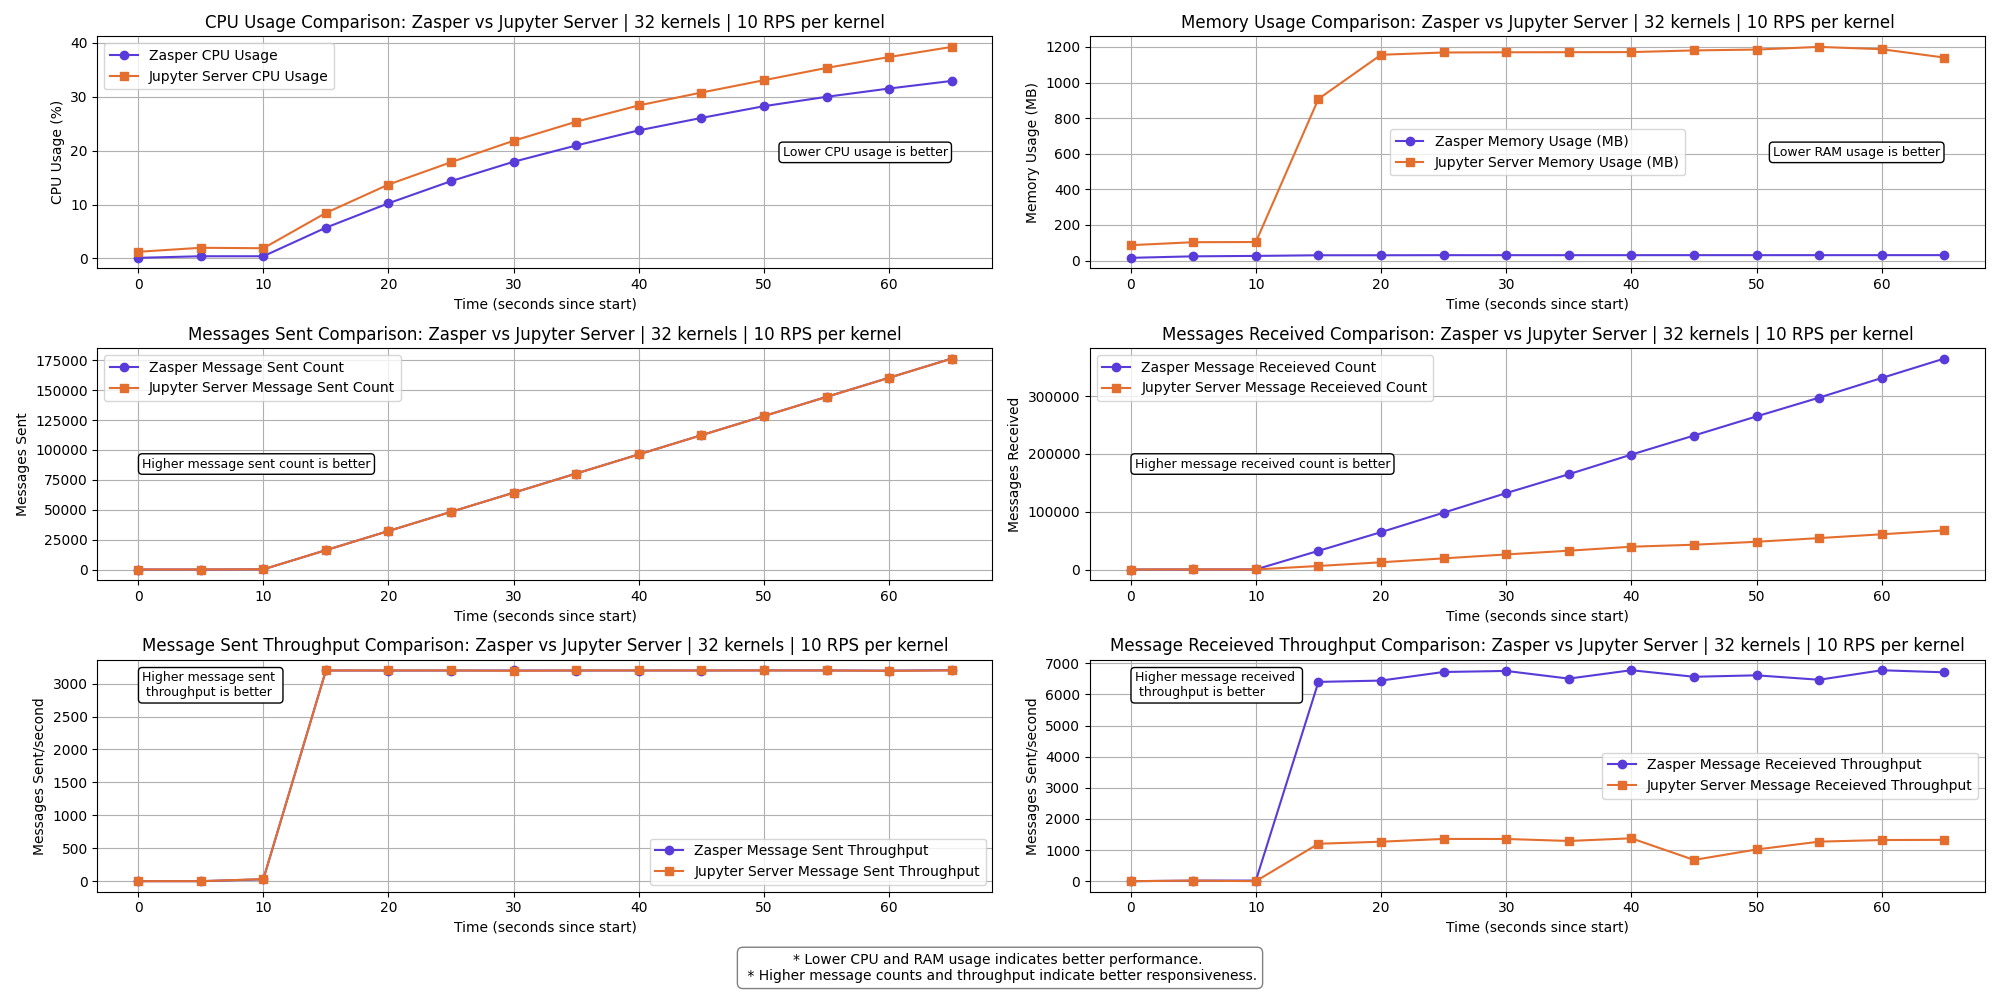 CPU Usage Comparison: Zasper vs Jupyter Server | 32 kernels | 10 RPS per kernel
Zasper CPU Usage
Jupyter Server CPU Usage
Lower CPU usage is better
CPU Usage (%)
40
30
20
10
0
0 10 20 30 40 50 60
Time (seconds since start)
Memory Usage Comparison: Zasper vs Jupyter Server | 32 kernels | 10 RPS per kernel
Zasper Memory Usage (MB)
Jupyter Server Memory Usage (MB)
Lower RAM usage is better
Memory Usage (MB)
1200
1000
800
600
400
200
0
0 10 20 30 40 50 60
Time (seconds since start)
Messages Sent Comparison: Zasper vs Jupyter Server | 32 kernels | 10 RPS per kernel
Zasper Message Sent Count
Jupyter Server Message Sent Count
Higher message sent count is better
Messages Sent
175000
150000
125000
100000
75000
50000
25000
0
0 10 20 30 40 50 60
Time (seconds since start)
Messages Received Comparison: Zasper vs Jupyter Server | 32 kernels | 10 RPS per kernel
Zasper Message Receieved Count
Jupyter Server Message Receieved Count
Higher message received count is better
Messages Received
300000
200000
100000
0
0 10 20 30 40 50 60
Time (seconds since start)
Message Sent Throughput Comparison: Zasper vs Jupyter Server | 32 kernels | 10 RPS per kernel
Higher message sent
throughput is better
Zasper Message Sent Throughput
Jupyter Server Message Sent Throughput
Messages Sent/second
3000
2500
2000
1500
1000
500
0
0 10 20 30 40 50 60
Time (seconds since start)
Message Receieved Throughput Comparison: Zasper vs Jupyter Server | 32 kernels | 10 RPS per kernel
Higher message received
throughput is better
Zasper Message Receieved Throughput
Jupyter Server Message Receieved Throughput
Messages Sent/second
7000
6000
5000
4000
3000
2000
1000
0
0 10 20 30 40 50 60
Time (seconds since start)
* Lower CPU and RAM usage indicates better performance.
* Higher message counts and throughput indicate better responsiveness.